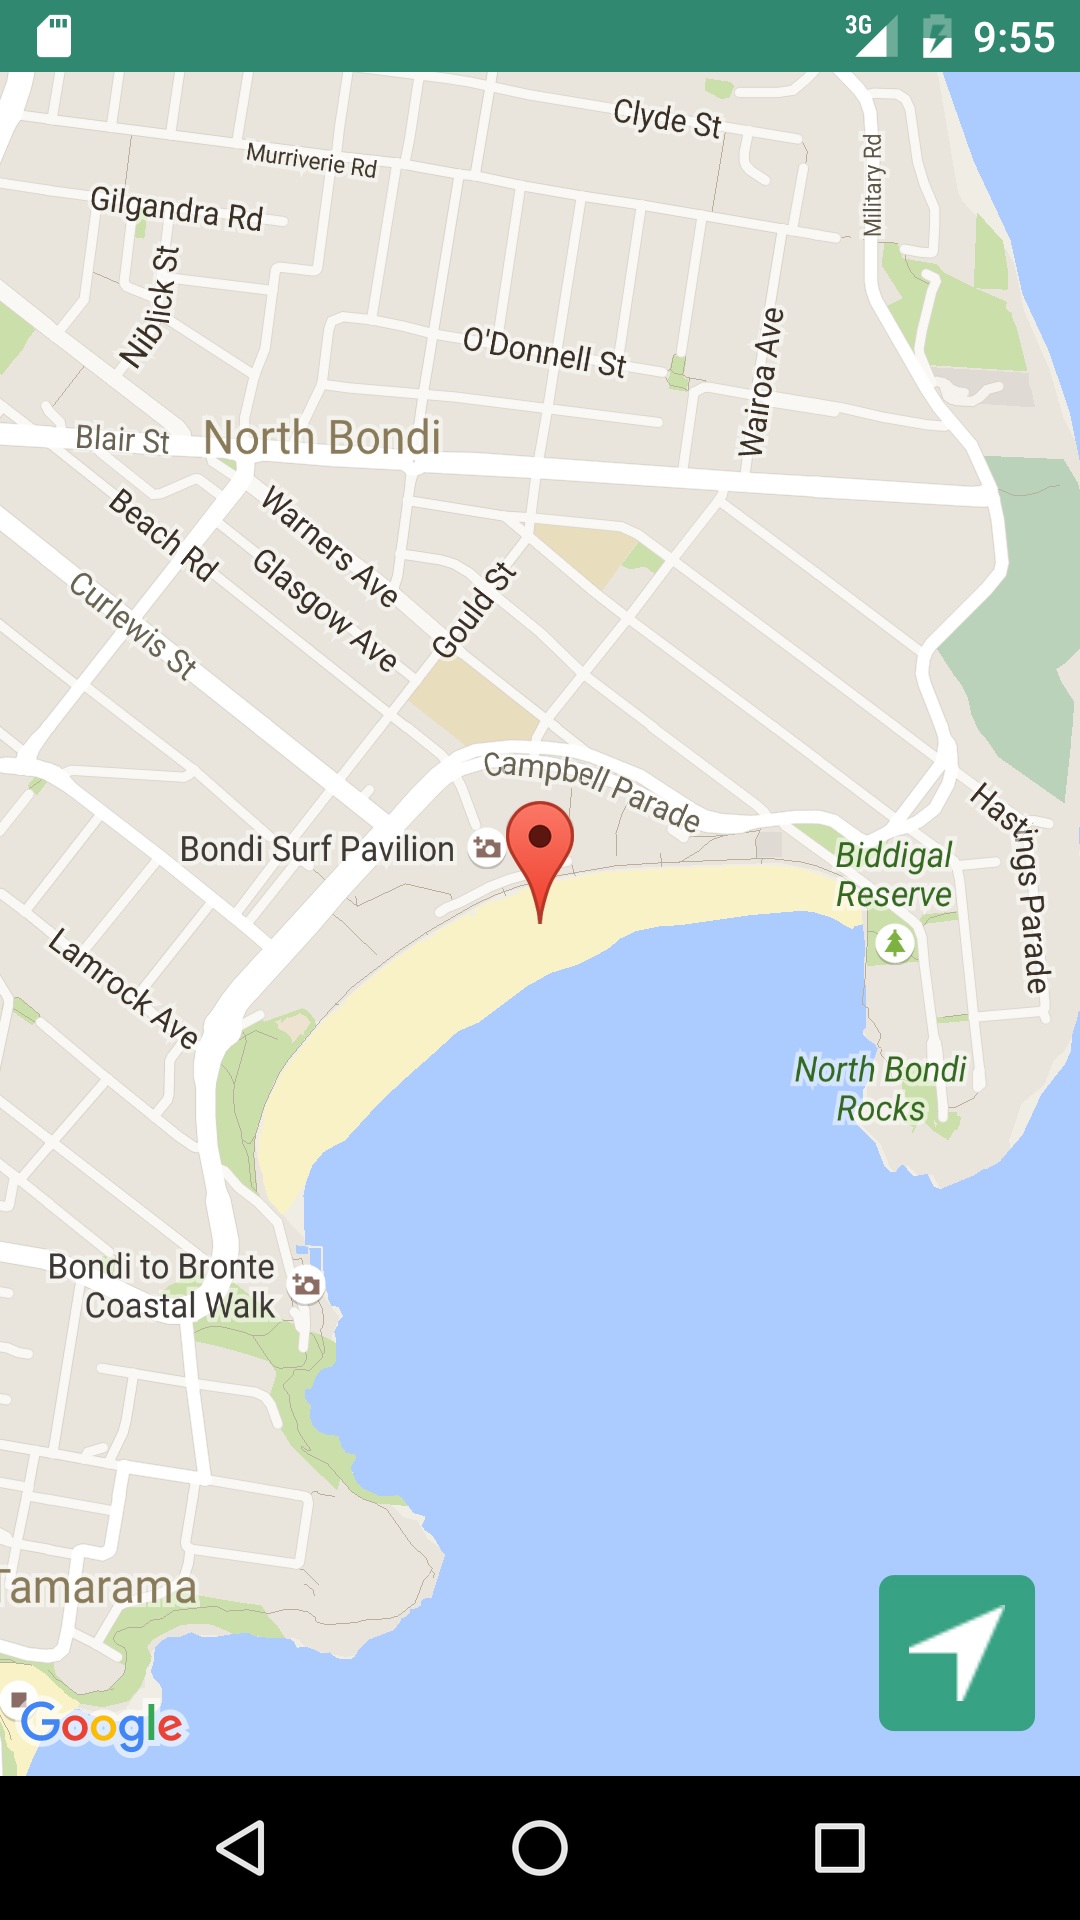 3G 9:55
Clyde St
Murriverie Rd
Military Rd
Gilgandra Rd
Niblick St
O'Donnell St
Wairoa Ave
Blair St
North Bondi
Beach Rd
Warners Ave
Glasgow Ave
Gould St
Curlewis St
Campbell Parade
Hastings Parade
Bondi Surf Pavilion
Biddigal
Reserve
Lamrock Ave
North Bondi
Rocks
Bondi to Bronte
Coastal Walk
Tamarama
Google